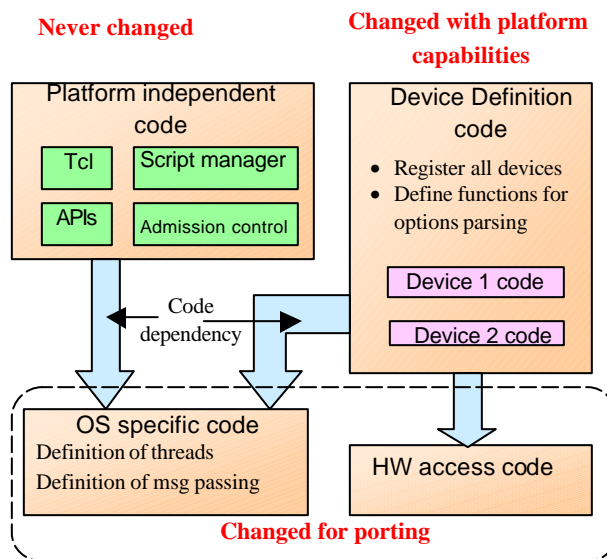 Never changed
Changed with platform
capabilities
Platform independent
code
Tcl
Script manager
APIs
Admission control
Device Definition
code
• Register all devices
• Define functions for
options parsing
Device 1 code
Device 2 code
Code
dependency
OS specific code
Definition of threads
Definition of msg passing
HW access code
Changed for porting